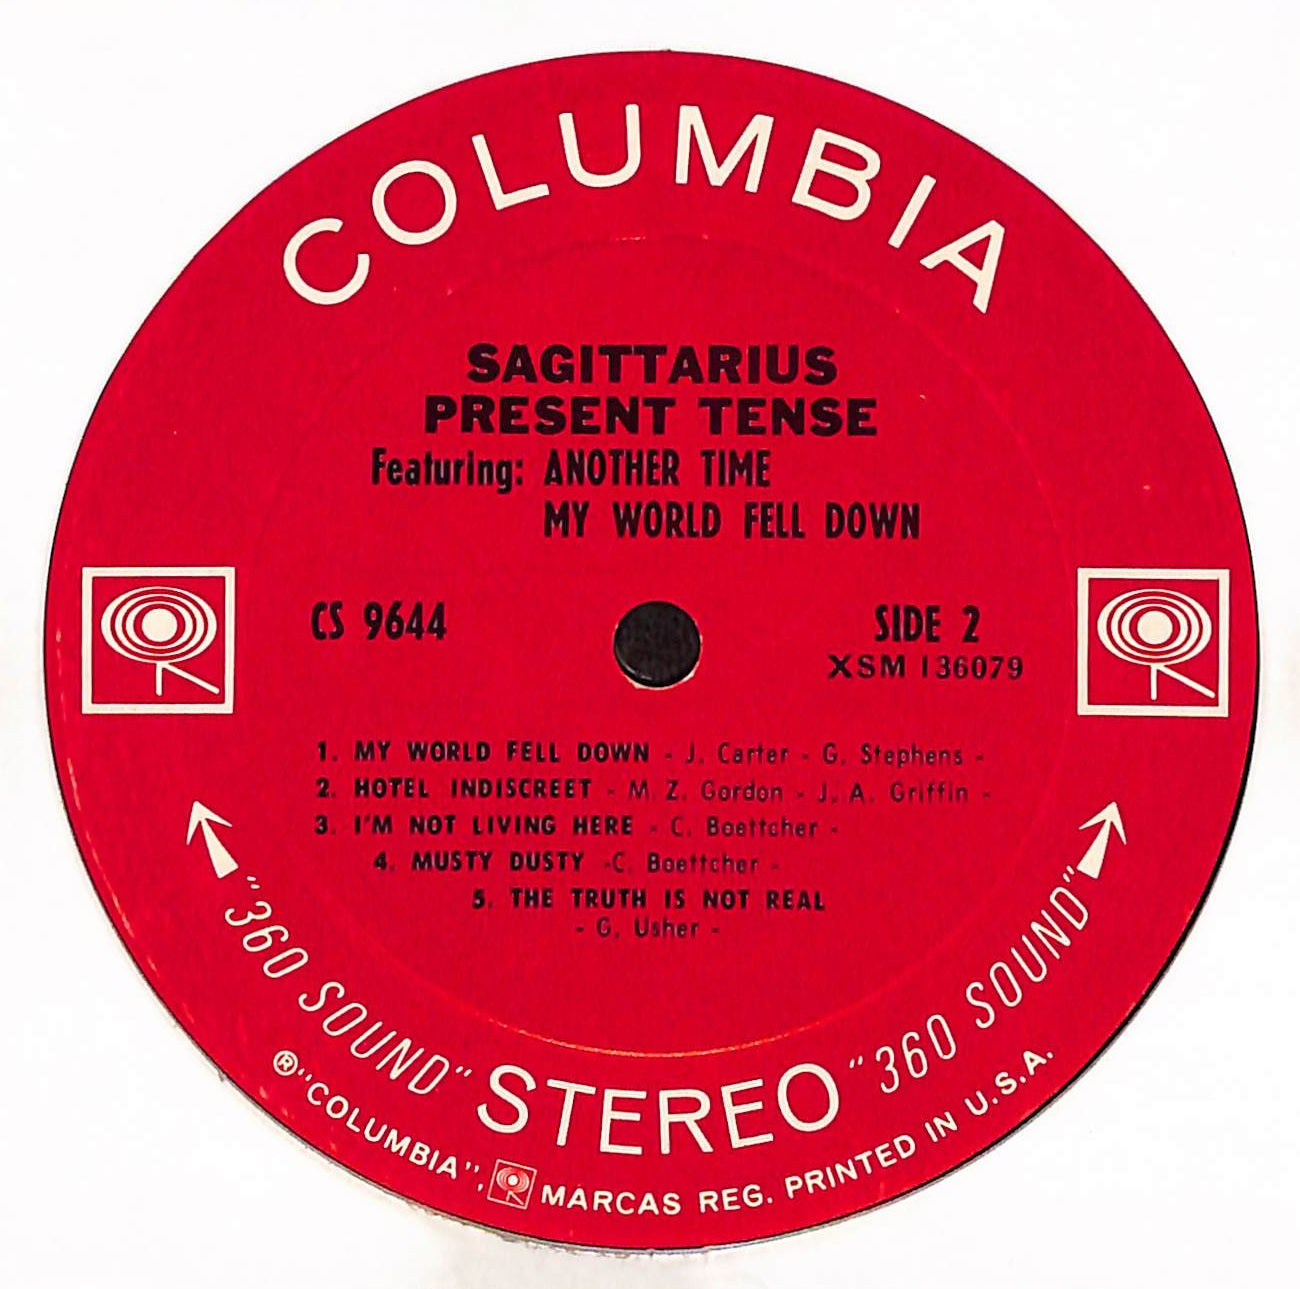 COLUMBIA
SAGITTARIUS
PRESENT TENSE
Featuring: ANOTHER TIME
MY WORLD FELL DOWN
CS 9644
SIDE 2
XSM 136079
1. MY WORLD FELL DOWN - J. Carter - G. Stephens -
2. HOTEL INDISCREET - M. Z. Gordon - J. A. Griffin -
3. I'M NOT LIVING HERE - C. Boettcher -
4. MUSTY DUSTY -C. Boettcher -
5. THE TRUTH IS NOT REAL
- G. Usher -
"360 SOUND" STEREO "360 SOUND"
®"COLUMBIA", MARCAS REG. PRINTED IN U.S.A.